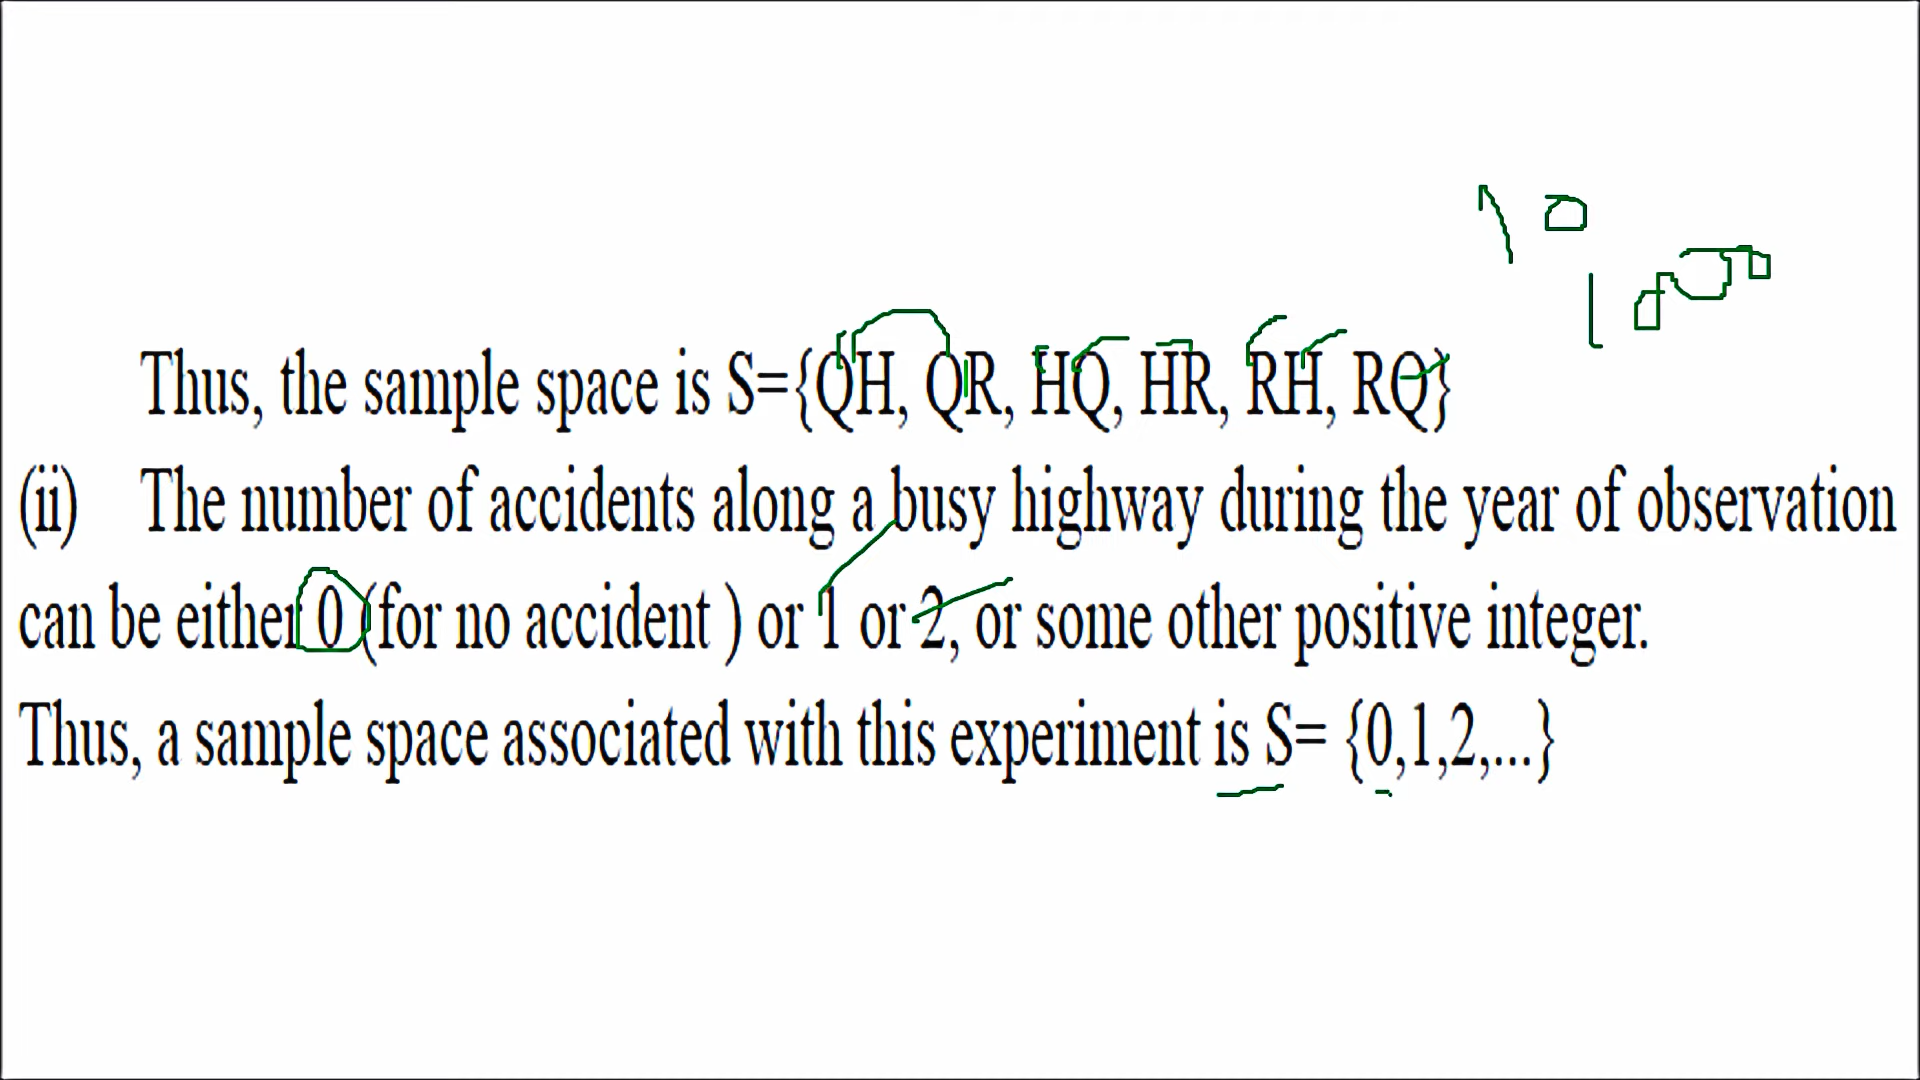 Thus, the sample space is S={QH, QR, HQ, HR, RH, RQ}
(ii) The number of accidents along a busy highway during the year of observation
can be either 0 (for no accident ) or 1 or 2, or some other positive integer.
Thus, a sample space associated with this experiment is S= {0,1,2,...}